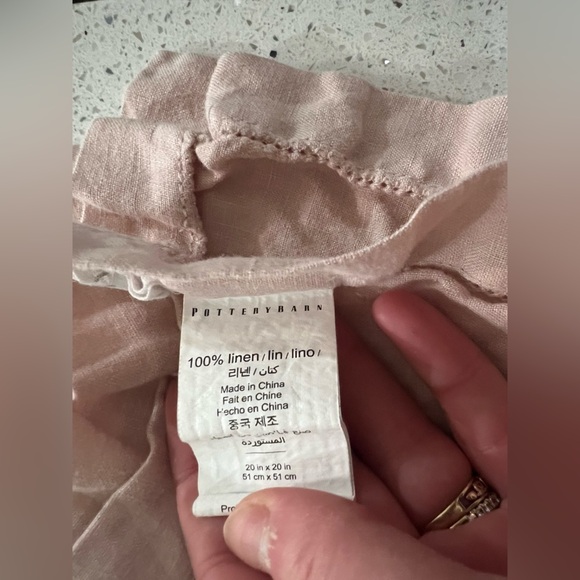 POTTERYBARN
100% linen / lin / lino /
리넨 / كتان
Made in China
Fait en Chine
Hecho en China
중국 제조
المستوردة
20 in x 20 in
51 cm x 51 cm